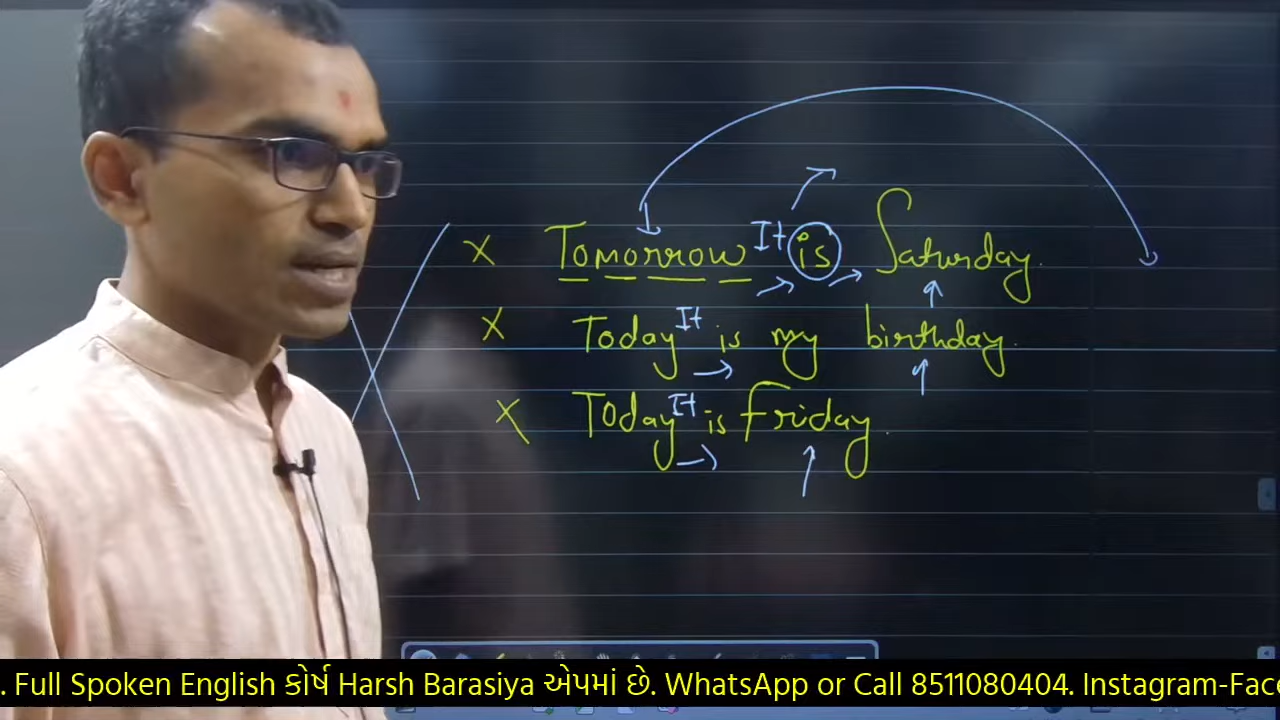 X Tomorrow It is Saturday.
X Today It is my birthday.
X Today It is Friday.
. Full Spoken English કોર્ષ Harsh Barasiya એપમાં છે. WhatsApp or Call 8511080404. Instagram-Face